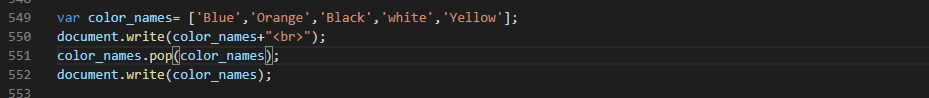 549 var color_names= ['Blue','Orange','Black','white','Yellow'];
550 document.write(color_names+"<br>");
551 color_names.pop(color_names);
552 document.write(color_names);
553